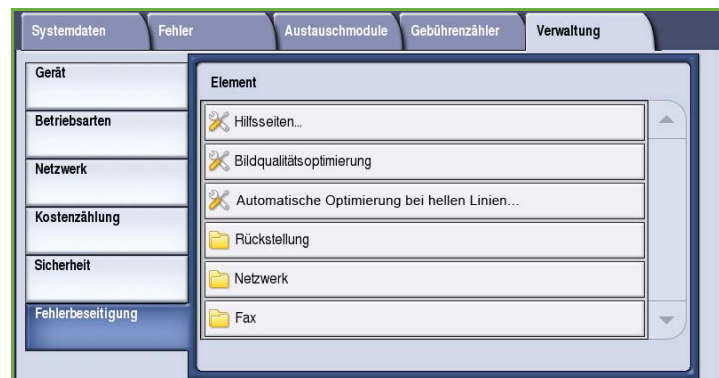 Systemdaten
Fehler
Austauschmodule
Gebührenzähler
Verwaltung
Gerät
Betriebsarten
Netzwerk
Kostenzählung
Sicherheit
Fehlerbeseitigung
Element
Hilfsseiten...
Bildqualitätsoptimierung
Automatische Optimierung bei hellen Linien...
Rückstellung
Netzwerk
Fax